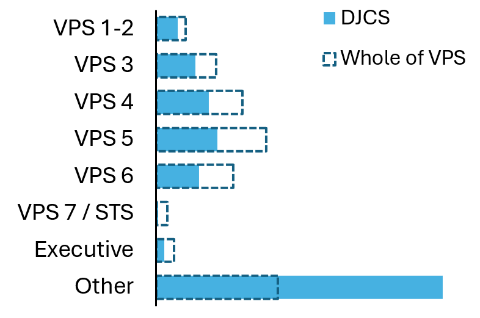 VPS 1-2
VPS 3
VPS 4
VPS 5
VPS 6
VPS 7 / STS
Executive
Other
DJCS
Whole of VPS